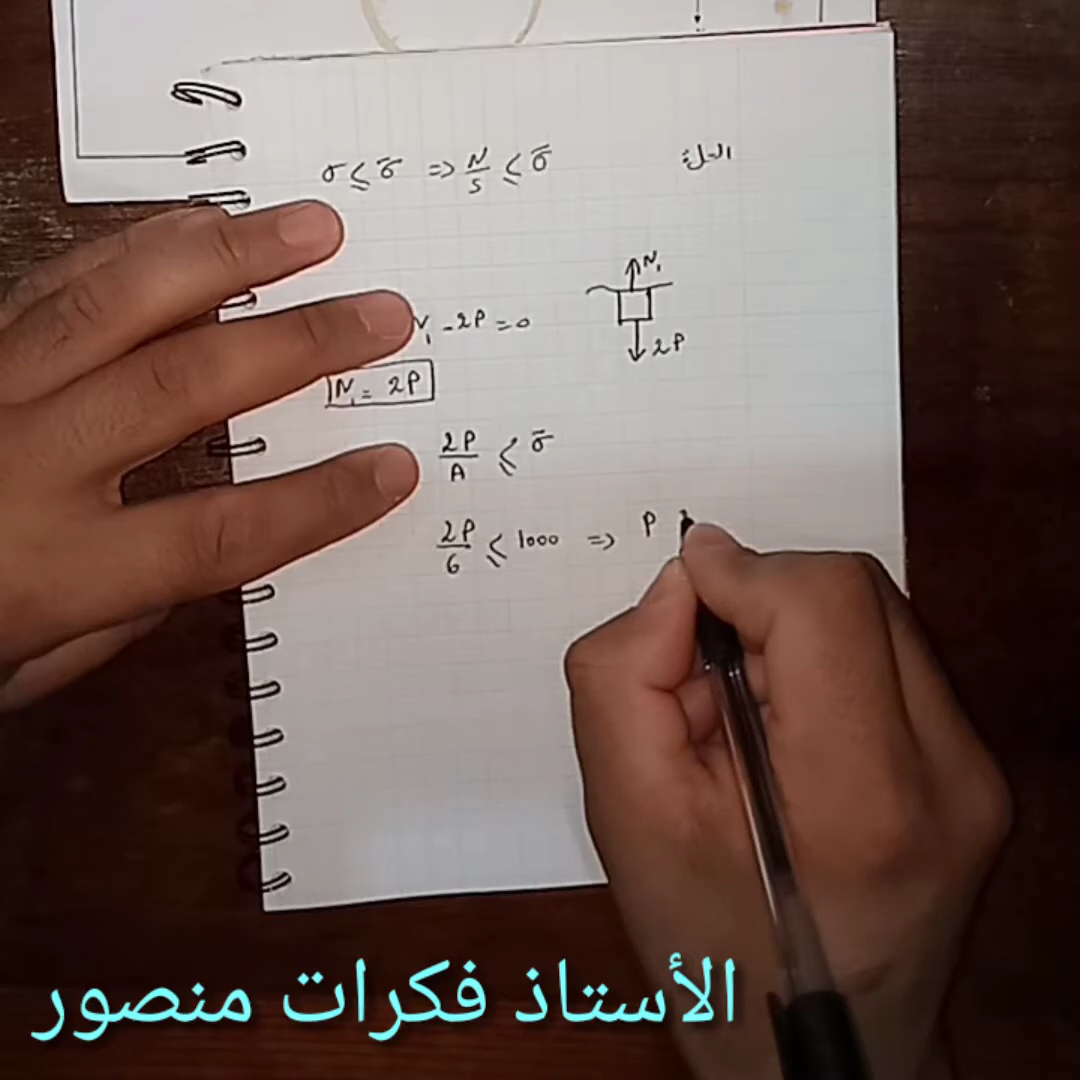 الحل:
σ ≤ σ̄ ⇒ N/S ≤ σ̄
N₁
N₁ - 2P = 0
2P
N₁ = 2P
2P/A ≤ σ̄
2P/6 ≤ 1000 ⇒ P
الأستاذ فكرات منصور